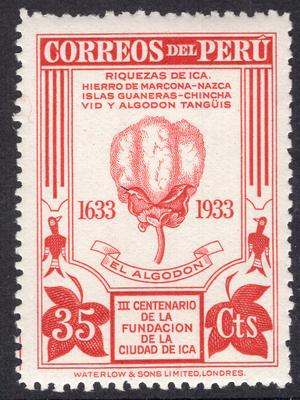 CORREOS DEL PERÚ
RIQUEZAS DE ICA.
HIERRO DE MARCONA-NAZCA
ISLAS GUANERAS-CHINCHA
VID Y ALGODON TANGÜIS
1633 1933
EL ALGODON
35 Cts
III CENTENARIO
DE LA
FUNDACION
DE LA
CIUDAD DE ICA
WATERLOW & SONS LIMITED, LONDRES.